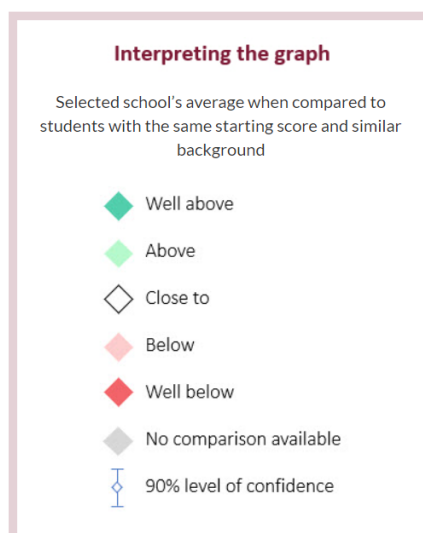 Interpreting the graph
Selected school's average when compared to
students with the same starting score and similar
background
Well above
Above
Close to
Below
Well below
No comparison available
90% level of confidence